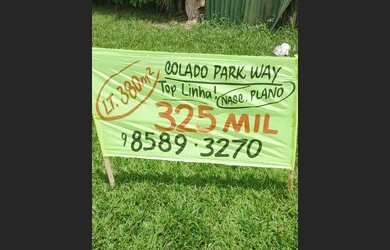 LT. 380m²
COLADO PARK WAY
Top Linha!
NASC. PLANO
325 MIL
9 8589.3270